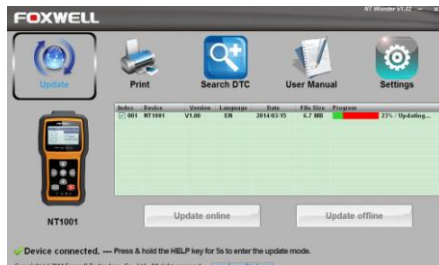 NT Wonder V1.02
FOXWELL
Update Print Search DTC User Manual Settings
Index Device Version Language Date File Size Progress
001 NT1001 V1.00 EN 2014-03-15 6.7 MB 23% / Updating...
NT1001
Update online Update offline
Device connected. --- Press & hold the HELP key for 5s to enter the update mode.